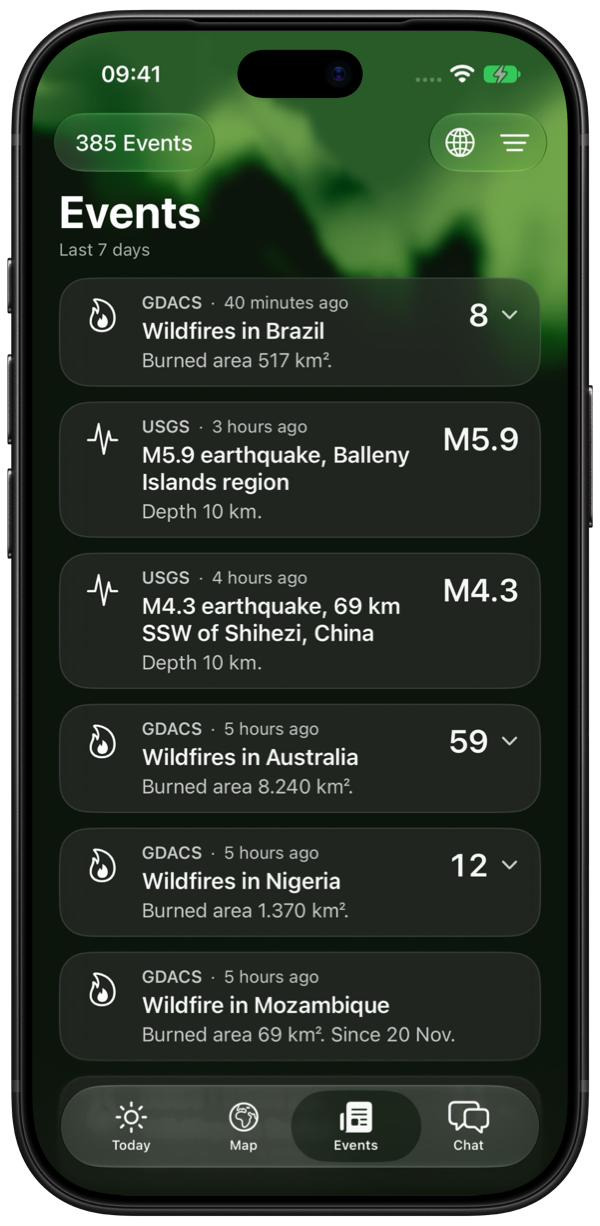 09:41
385 Events
Events
Last 7 days
GDACS · 40 minutes ago
Wildfires in Brazil
8
Burned area 517 km².
USGS · 3 hours ago
M5.9 earthquake, Balleny
Islands region
M5.9
Depth 10 km.
USGS · 4 hours ago
M4.3 earthquake, 69 km
SSW of Shihezi, China
M4.3
Depth 10 km.
GDACS · 5 hours ago
Wildfires in Australia
59
Burned area 8.240 km².
GDACS · 5 hours ago
Wildfires in Nigeria
12
Burned area 1.370 km².
GDACS · 5 hours ago
Wildfire in Mozambique
Burned area 69 km². Since 20 Nov.
Today
Map
Events
Chat